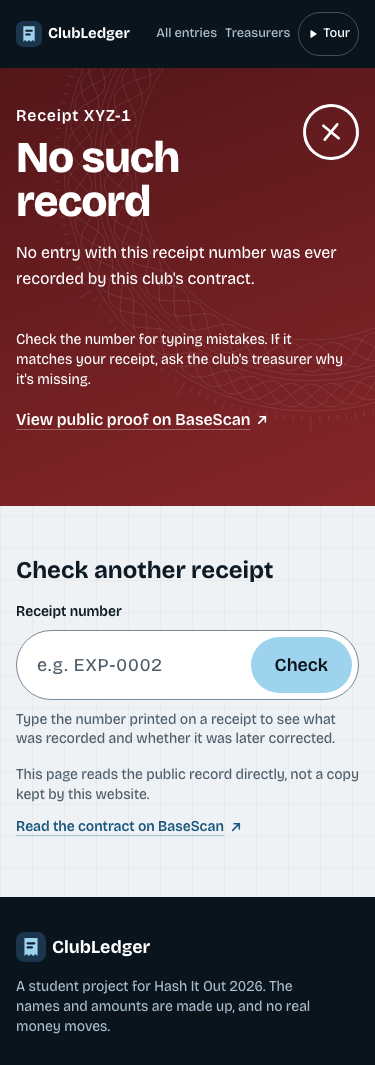 ClubLedger
All entries
Treasurers
Tour
Receipt XYZ-1
No such
record
No entry with this receipt number was ever
recorded by this club's contract.
Check the number for typing mistakes. If it
matches your receipt, ask the club's treasurer why
it's missing.
View public proof on BaseScan
Check another receipt
Receipt number
e.g. EXP-0002
Check
Type the number printed on a receipt to see what
was recorded and whether it was later corrected.
This page reads the public record directly, not a copy
kept by this website.
Read the contract on BaseScan
ClubLedger
A student project for Hash It Out 2026. The
names and amounts are made up, and no real
money moves.